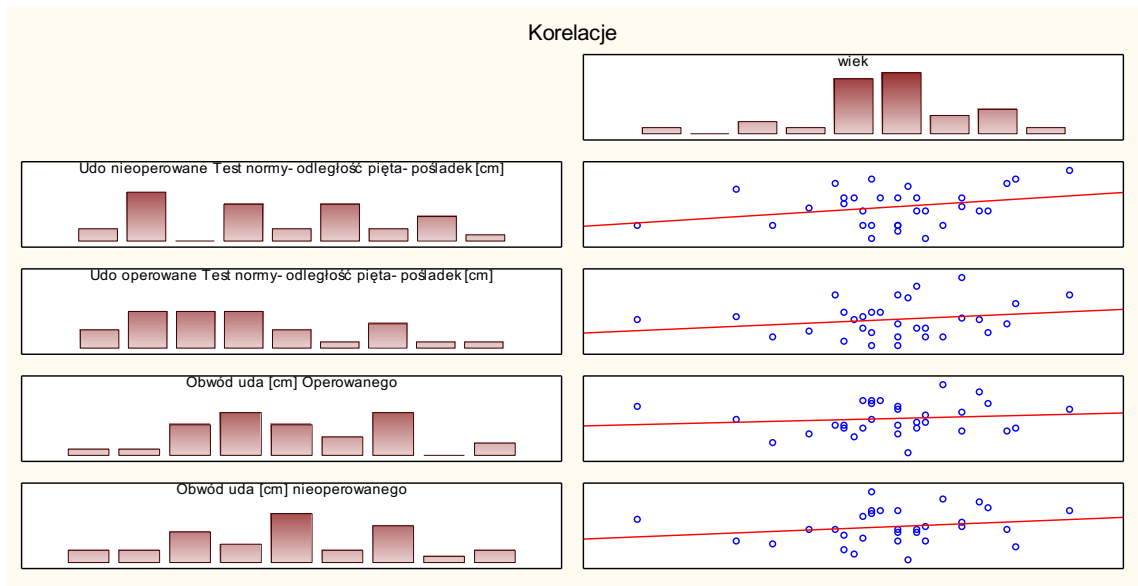 Korelacje
wiek
Udo nieoperowane Test normy- odległość pięta- pośladek [cm]
Udo operowane Test normy- odległość pięta- pośladek [cm]
Obwód uda [cm] Operowanego
Obwód uda [cm] nieoperowanego